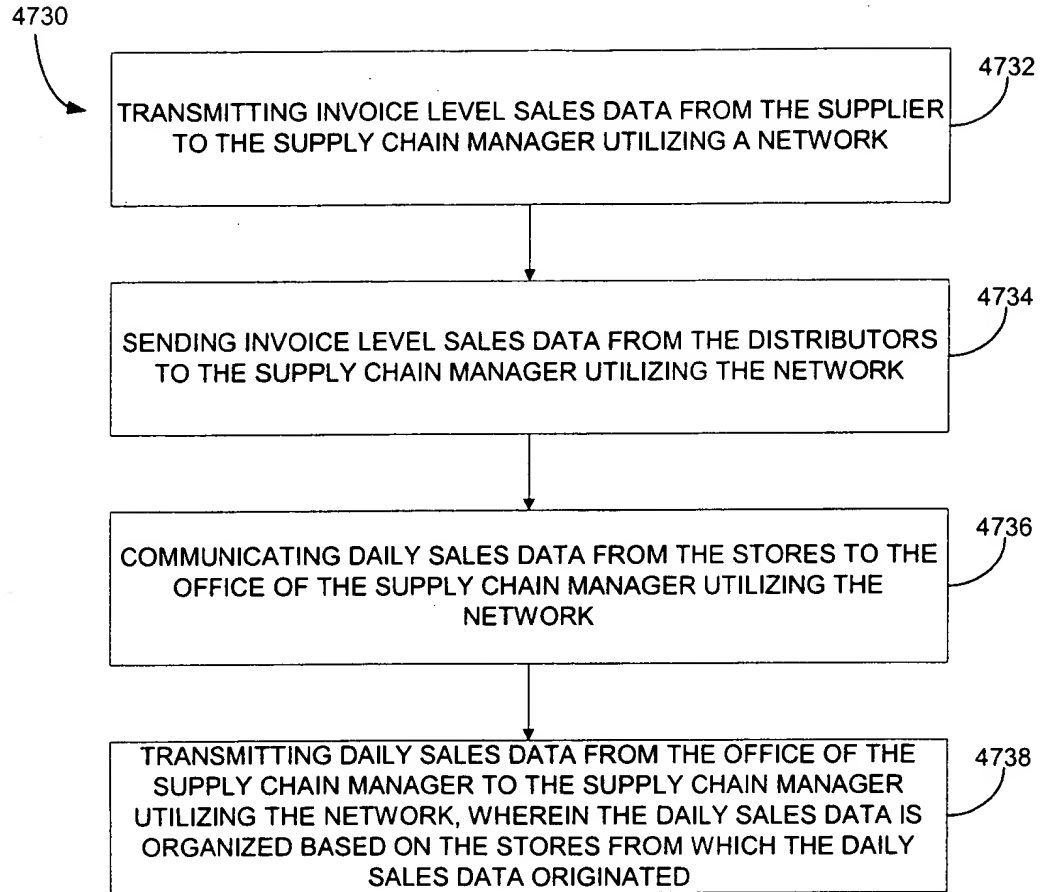 4730
4732
TRANSMITTING INVOICE LEVEL SALES DATA FROM THE SUPPLIER
TO THE SUPPLY CHAIN MANAGER UTILIZING A NETWORK
4734
SENDING INVOICE LEVEL SALES DATA FROM THE DISTRIBUTORS
TO THE SUPPLY CHAIN MANAGER UTILIZING THE NETWORK
4736
COMMUNICATING DAILY SALES DATA FROM THE STORES TO THE
OFFICE OF THE SUPPLY CHAIN MANAGER UTILIZING THE
NETWORK
4738
TRANSMITTING DAILY SALES DATA FROM THE OFFICE OF THE
SUPPLY CHAIN MANAGER TO THE SUPPLY CHAIN MANAGER
UTILIZING THE NETWORK, WHEREIN THE DAILY SALES DATA IS
ORGANIZED BASED ON THE STORES FROM WHICH THE DAILY
SALES DATA ORIGINATED